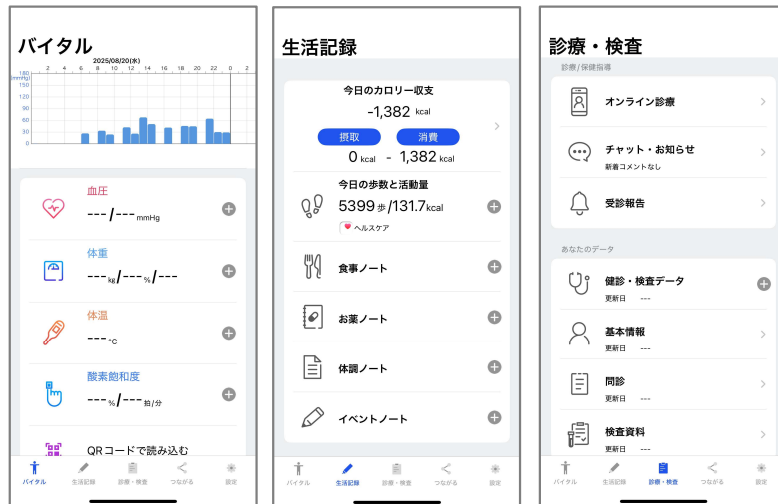 バイタル
2025/08/20(水)
2 4 6 8 10 12 14 16 18 20 22 0 2
180
(mmHg)
150
120
90
60
30
0
血圧
---/--- mmHg
体重
--- kg/--- %/---
体温
--- °C
酸素飽和度
--- %/--- 拍/分
QRコードで読み込む
バイタル 生活記録 診療・検査 つながる 設定
生活記録
今日のカロリー収支
-1,382 kcal
摂取 消費
0 kcal - 1,382 kcal
今日の歩数と活動量
5399 歩/131.7 kcal
ヘルスケア
食事ノート
お薬ノート
体調ノート
イベントノート
バイタル 生活記録 診療・検査 つながる 設定
診療・検査
診療/保健指導
オンライン診療
チャット・お知らせ
新着コメントなし
受診報告
あなたのデータ
健診・検査データ
更新日 ---
基本情報
更新日 ---
問診
更新日 ---
検査資料
更新日 ---
バイタル 生活記録 診療・検査 つながる 設定